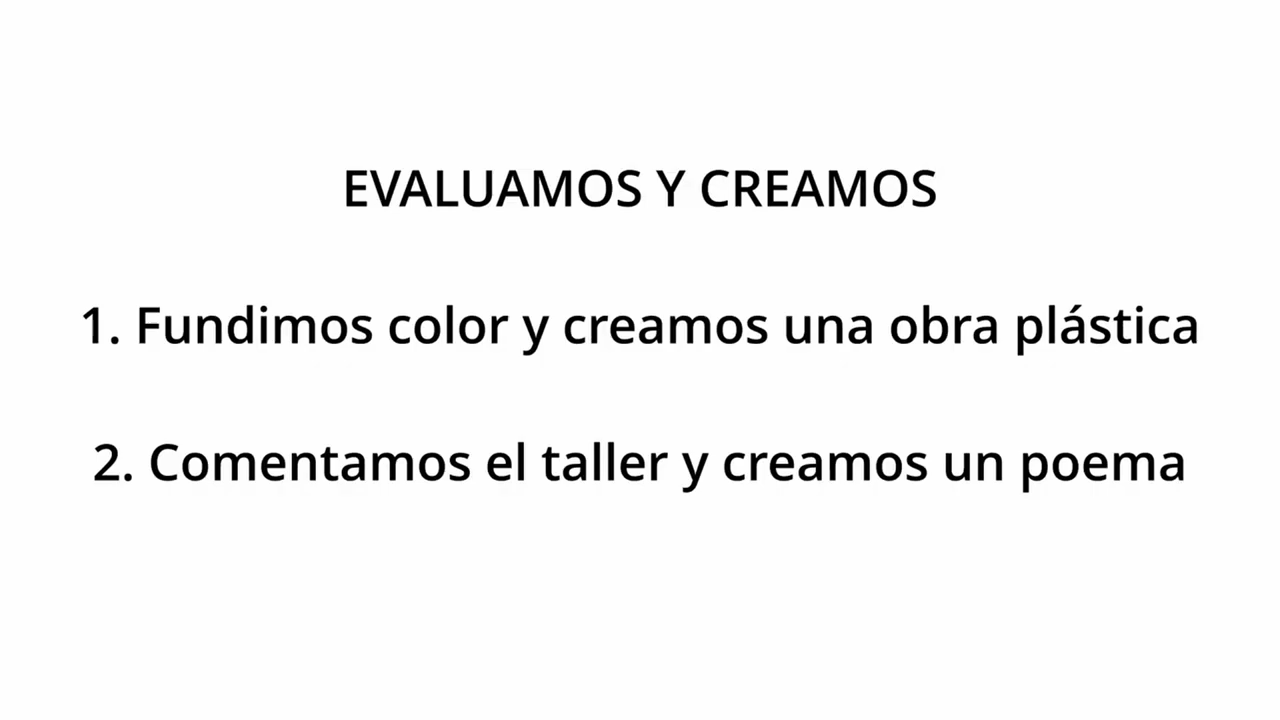 EVALUAMOS Y CREAMOS
1. Fundimos color y creamos una obra plástica
2. Comentamos el taller y creamos un poema